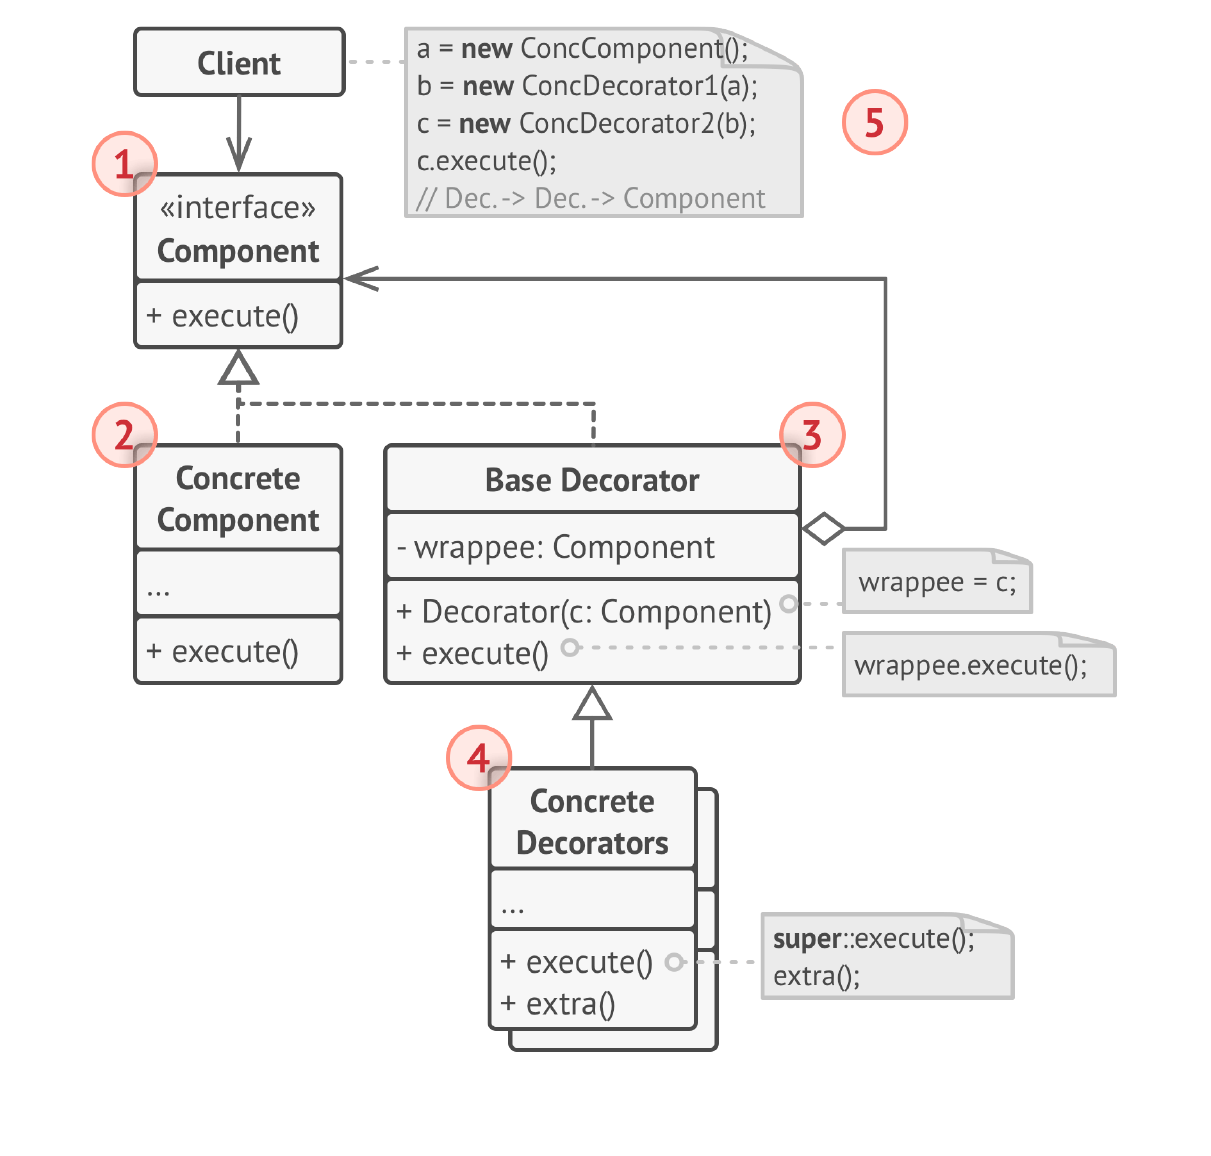 Client
a = new ConcComponent();
b = new ConcDecorator1(a);
c = new ConcDecorator2(b);
c.execute();
// Dec. -> Dec. -> Component
5
1
«interface»
Component
+ execute()
2
Concrete
Component
...
+ execute()
3
Base Decorator
- wrappee: Component
+ Decorator(c: Component)
+ execute()
wrappee = c;
wrappee.execute();
4
Concrete
Decorators
...
+ execute()
+ extra()
super::execute();
extra();